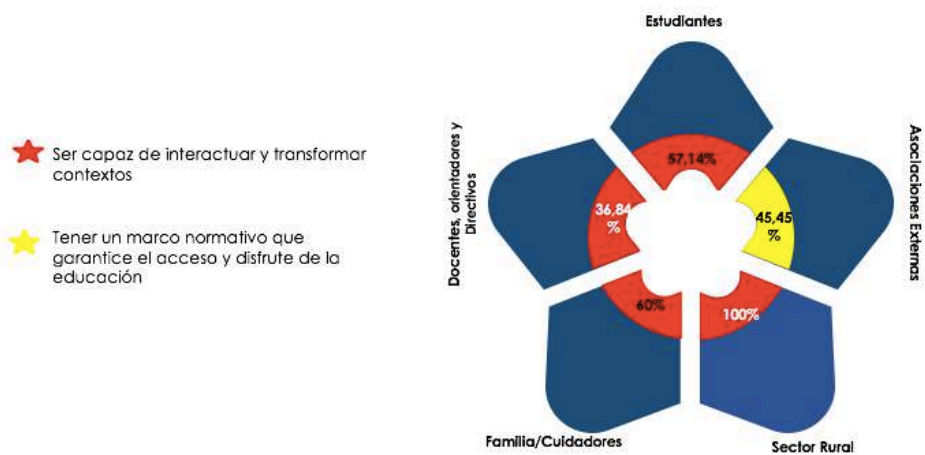 Estudiantes
Ser capaz de interactuar y transformar
contextos
Tener un marco normativo que
garantice el acceso y disfrute de la
educación
Docentes, orientadores y
Directivos
Asociaciones Externas
57,14%
36,84
%
45,45
%
60%
100%
Família/Cuidadores
Sector Rural